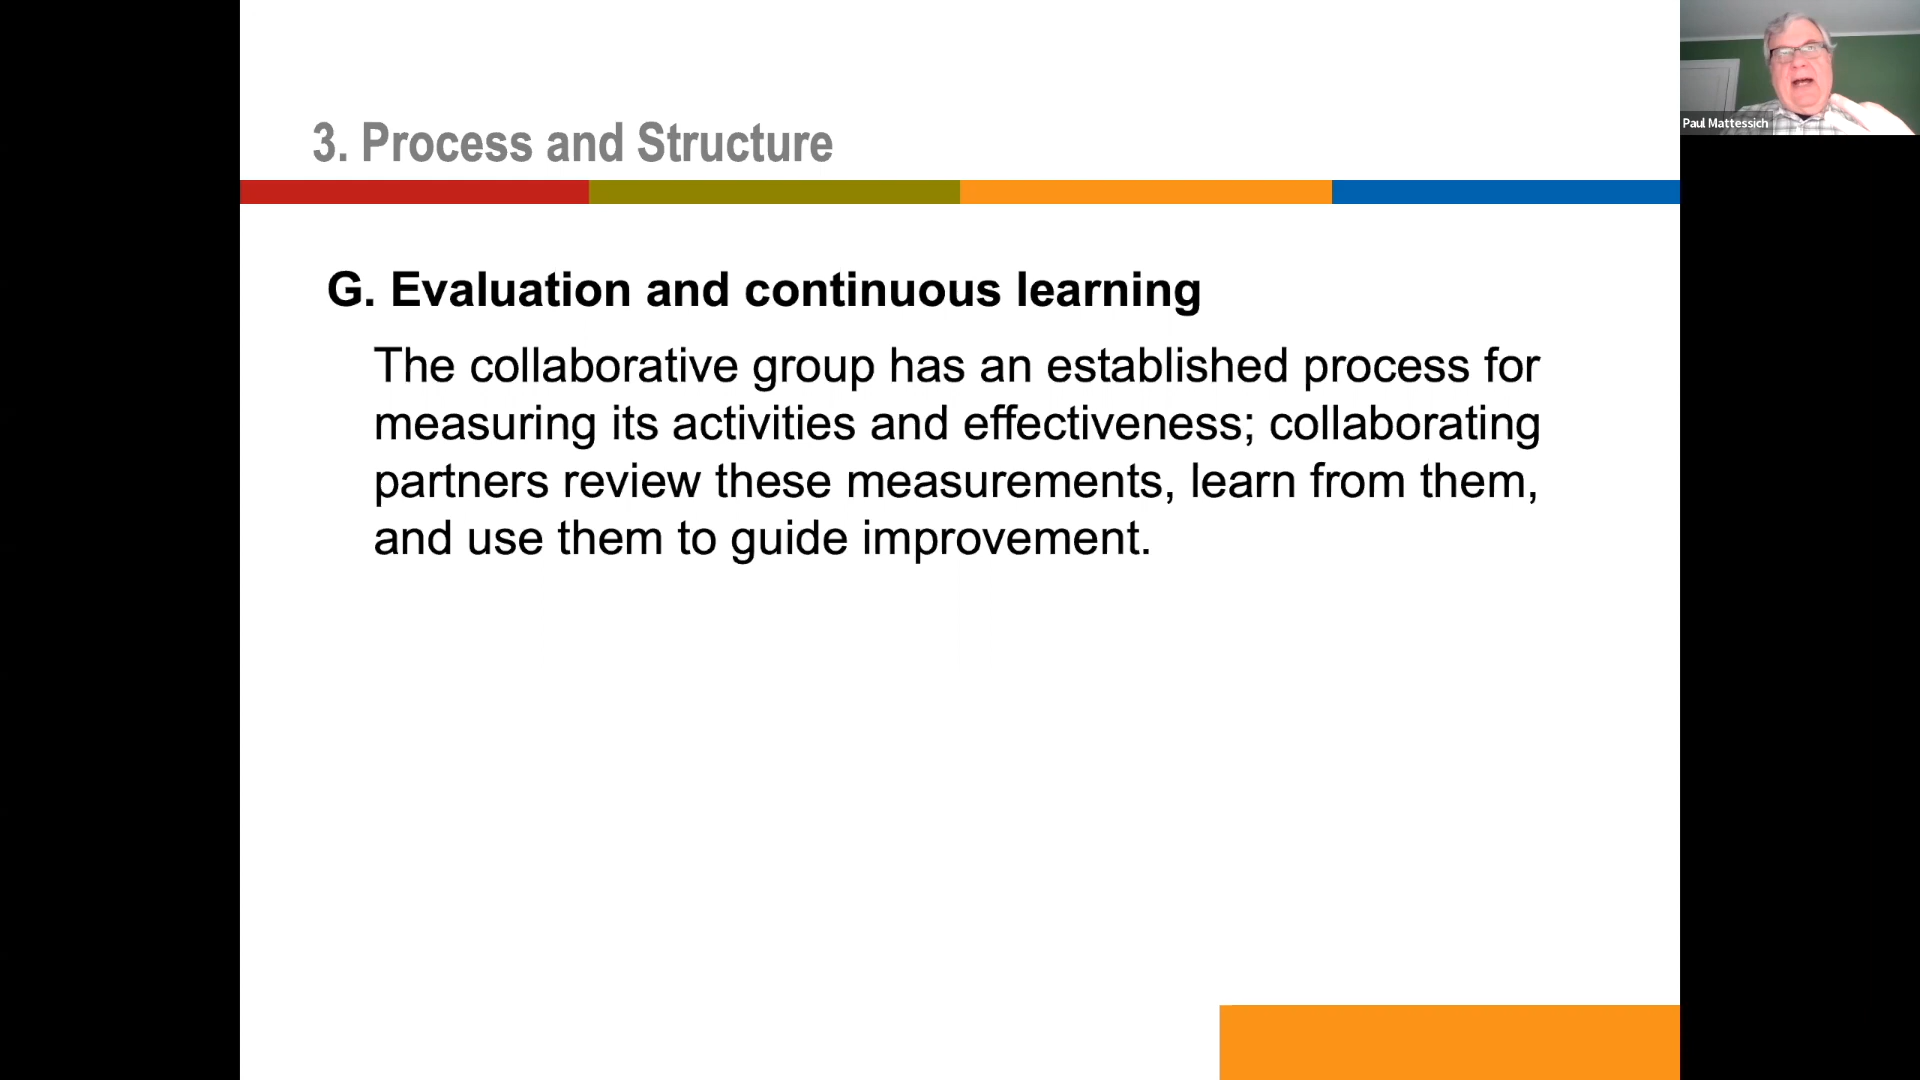 3. Process and Structure
Paul Mattessich
G. Evaluation and continuous learning
The collaborative group has an established process for
measuring its activities and effectiveness; collaborating
partners review these measurements, learn from them,
and use them to guide improvement.